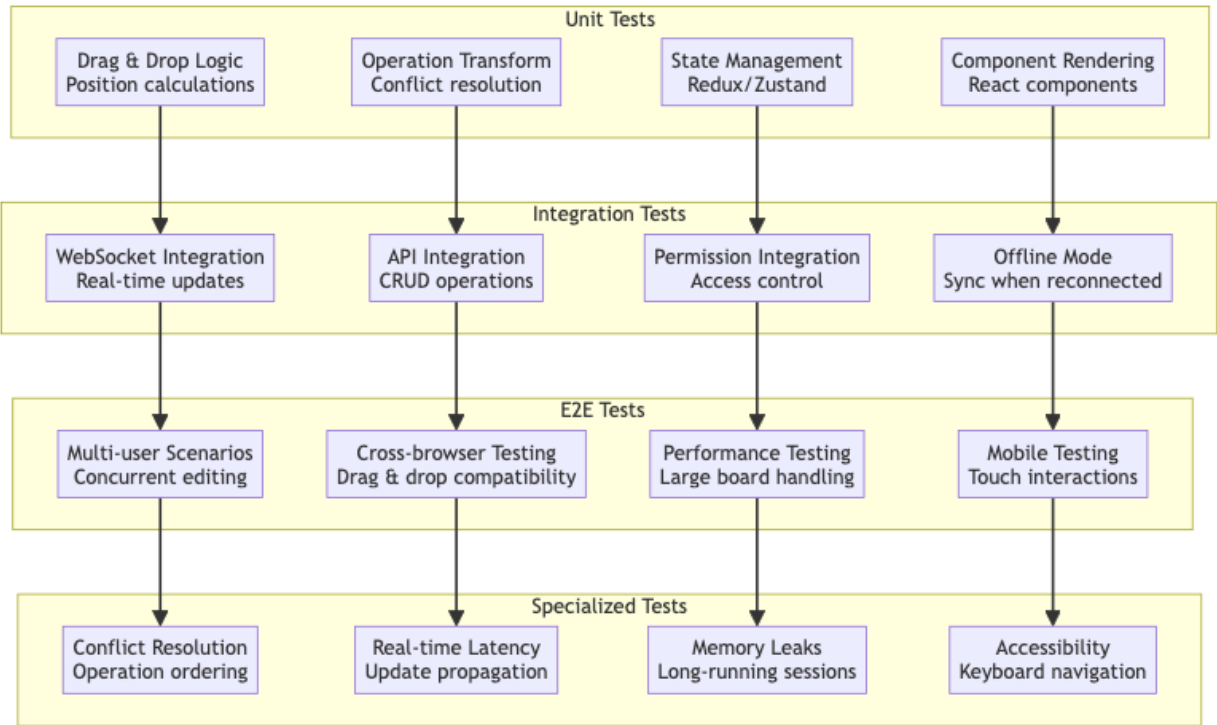 Unit Tests
Drag & Drop Logic
Position calculations
Operation Transform
Conflict resolution
State Management
Redux/Zustand
Component Rendering
React components
Integration Tests
WebSocket Integration
Real-time updates
API Integration
CRUD operations
Permission Integration
Access control
Offline Mode
Sync when reconnected
E2E Tests
Multi-user Scenarios
Concurrent editing
Cross-browser Testing
Drag & drop compatibility
Performance Testing
Large board handling
Mobile Testing
Touch interactions
Specialized Tests
Conflict Resolution
Operation ordering
Real-time Latency
Update propagation
Memory Leaks
Long-running sessions
Accessibility
Keyboard navigation